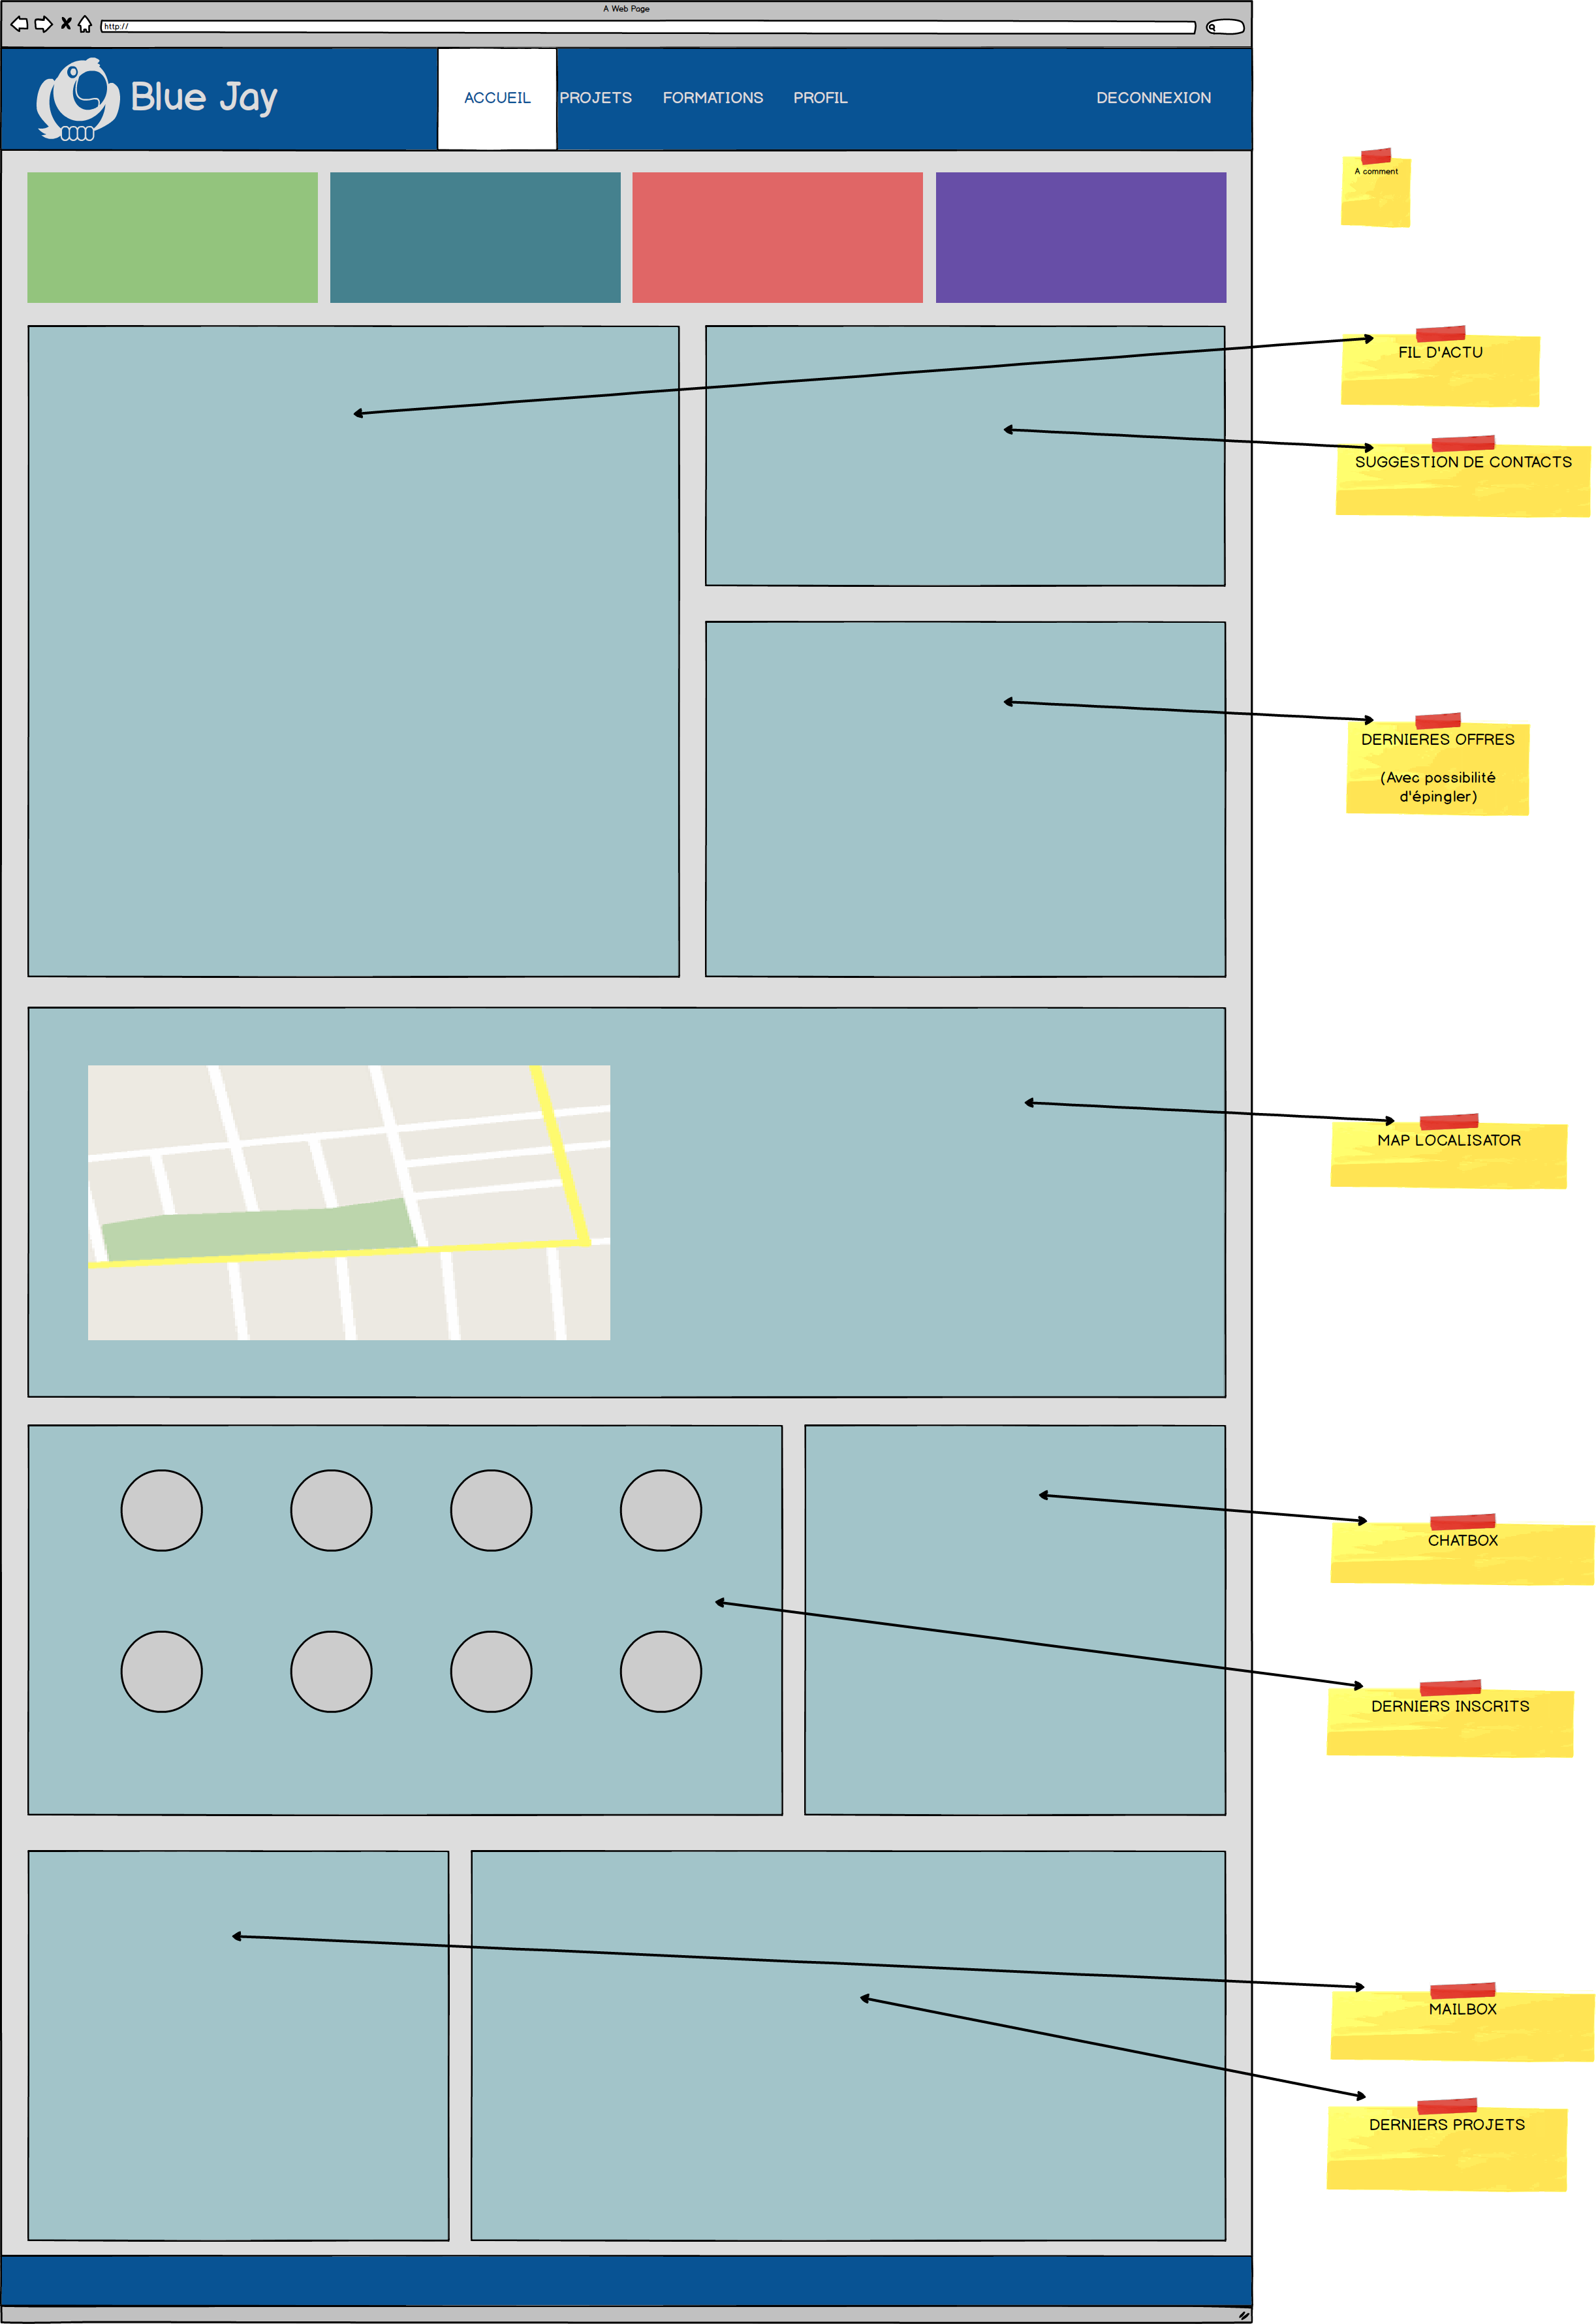 A Web Page
http://
Blue Jay
ACCUEIL
PROJETS
FORMATIONS
PROFIL
DECONNEXION
A comment
FIL D'ACTU
SUGGESTION DE CONTACTS
DERNIERES OFFRES
(Avec possibilité
d'épingler)
MAP LOCALISATOR
CHATBOX
DERNIERS INSCRITS
MAILBOX
DERNIERS PROJETS